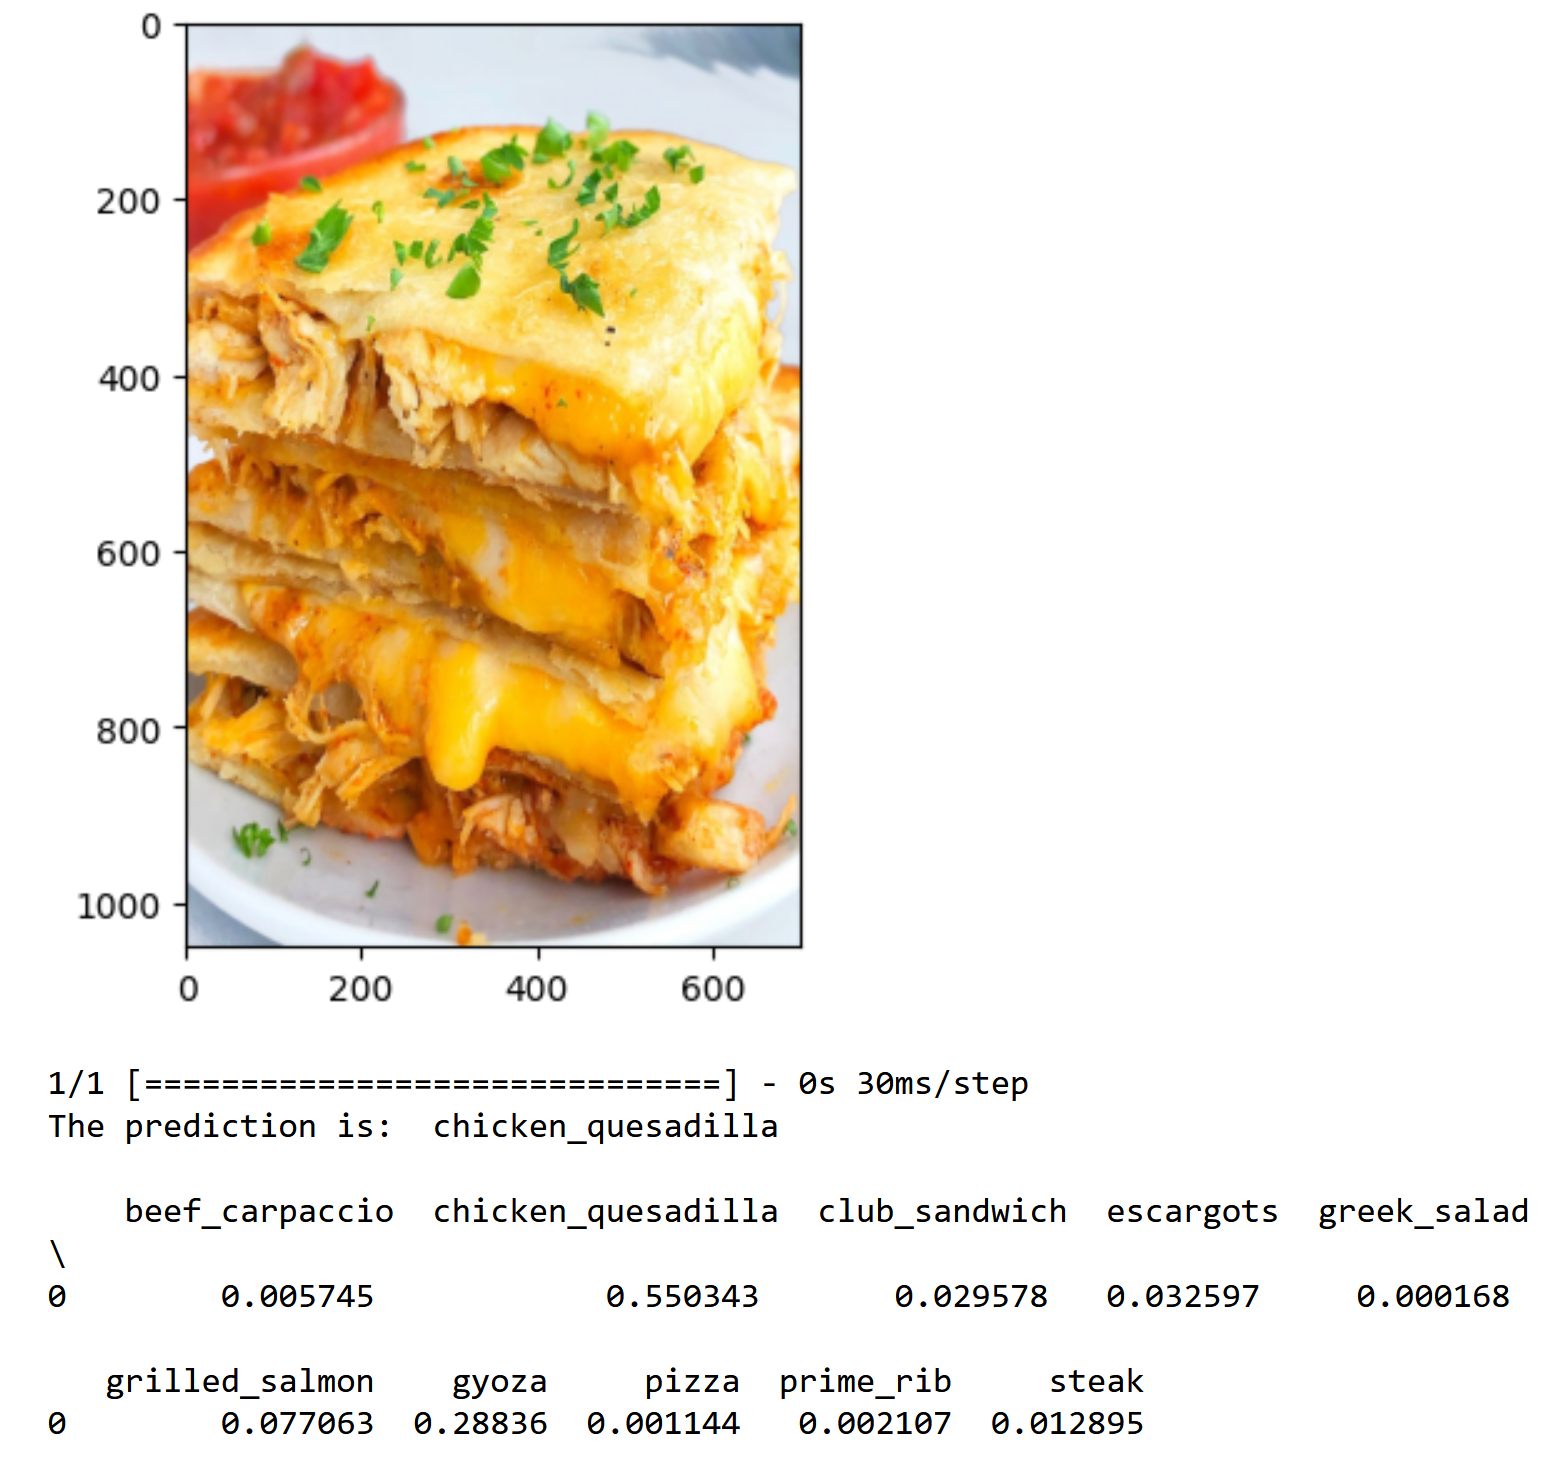 0
200
400
600
800
1000
0 200 400 600
1/1 [==============================] - 0s 30ms/step
The prediction is:  chicken_quesadilla
beef_carpaccio  chicken_quesadilla  club_sandwich  escargots  greek_salad
\
0        0.005745            0.550343       0.029578   0.032597     0.000168
grilled_salmon    gyoza     pizza  prime_rib     steak
0        0.077063  0.28836  0.001144   0.002107  0.012895